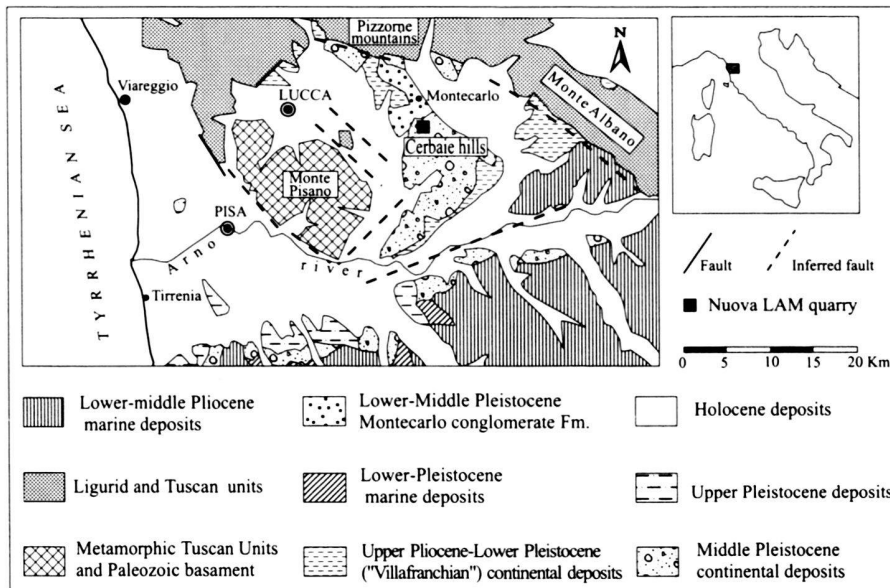 Pizzorne
mountains
N
Viareggio
LUCCA
Montecarlo
Monte Albano
Cerbaie hills
Monte
Pisano
TYRRHENIAN SEA
PISA
Arno river
Tirrenia
Fault
Inferred fault
Nuova LAM quarry
0 5 10 15 20 Km
Lower-middle Pliocene
marine deposits
Lower-Middle Pleistocene
Montecarlo conglomerate Fm.
Holocene deposits
Ligurid and Tuscan units
Lower-Pleistocene
marine deposits
Upper Pleistocene deposits
Metamorphic Tuscan Units
and Paleozoic basament
Upper Pliocene-Lower Pleistocene
("Villafranchian") continental deposits
Middle Pleistocene
continental deposits